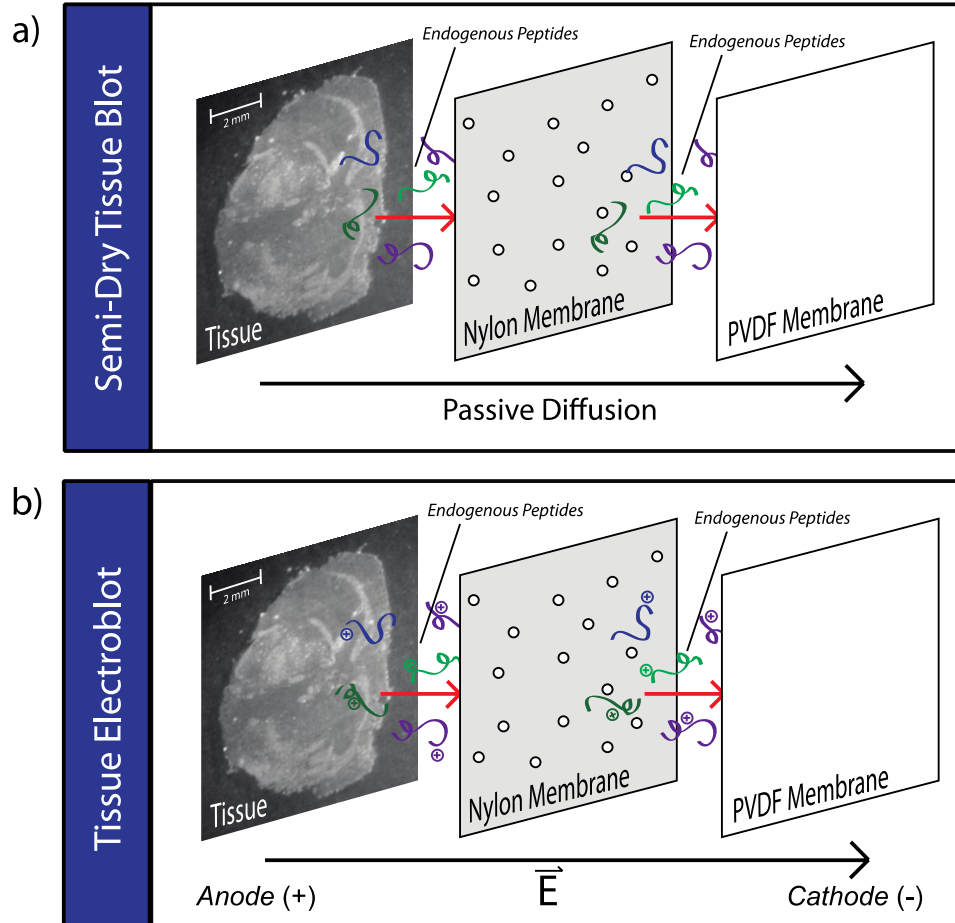 a)
Semi-Dry Tissue Blot
Endogenous Peptides
Endogenous Peptides
2 mm
Tissue
Nylon Membrane
PVDF Membrane
Passive Diffusion
b)
Tissue Electroblot
Endogenous Peptides
Endogenous Peptides
2 mm
Tissue
Nylon Membrane
PVDF Membrane
Anode (+)
E
Cathode (-)